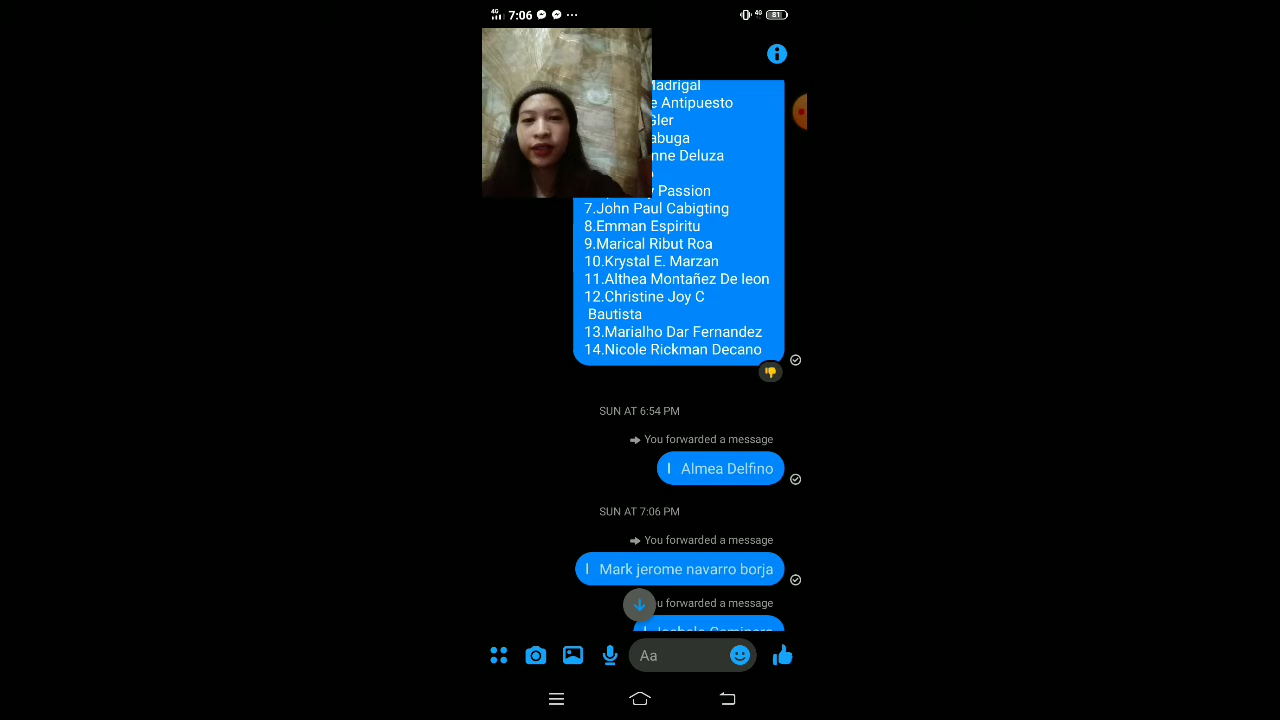 4G 7:06 ... 4G 81
Madrigal
e Antipuesto
Gler
abuga
nne Deluza
y Passion
7.John Paul Cabigting
8.Emman Espiritu
9.Marical Ribut Roa
10.Krystal E. Marzan
11.Althea Montañez De leon
12.Christine Joy C
Bautista
13.Marialho Dar Fernandez
14.Nicole Rickman Decano
SUN AT 6:54 PM
You forwarded a message
Almea Delfino
SUN AT 7:06 PM
You forwarded a message
Mark jerome navarro borja
u forwarded a message
Aa